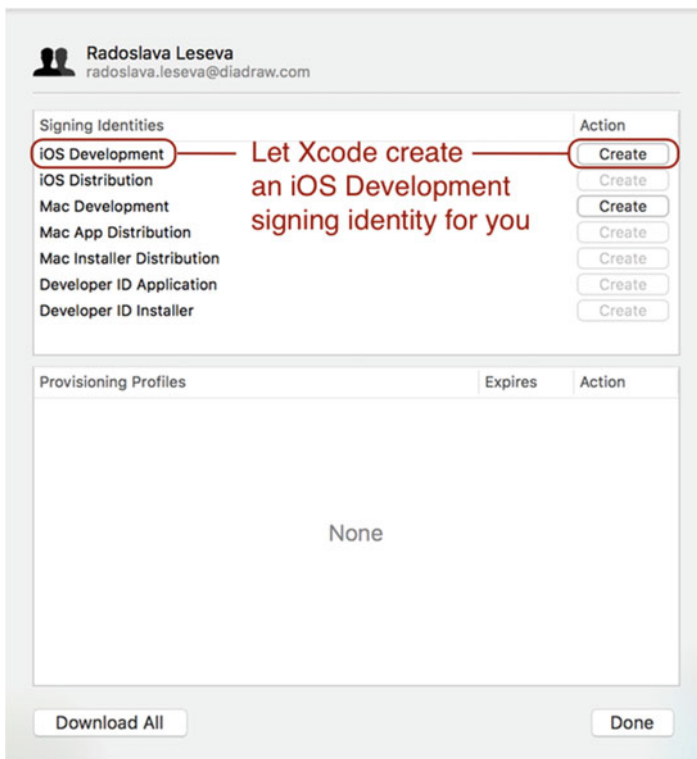 Radoslava Leseva
radoslava.leseva@diadraw.com
Signing Identities Action
iOS Development Create
iOS Distribution Create
Mac Development Create
Mac App Distribution Create
Mac Installer Distribution Create
Developer ID Application Create
Developer ID Installer Create
Let Xcode create
an iOS Development
signing identity for you
Provisioning Profiles Expires Action
None
Download All Done